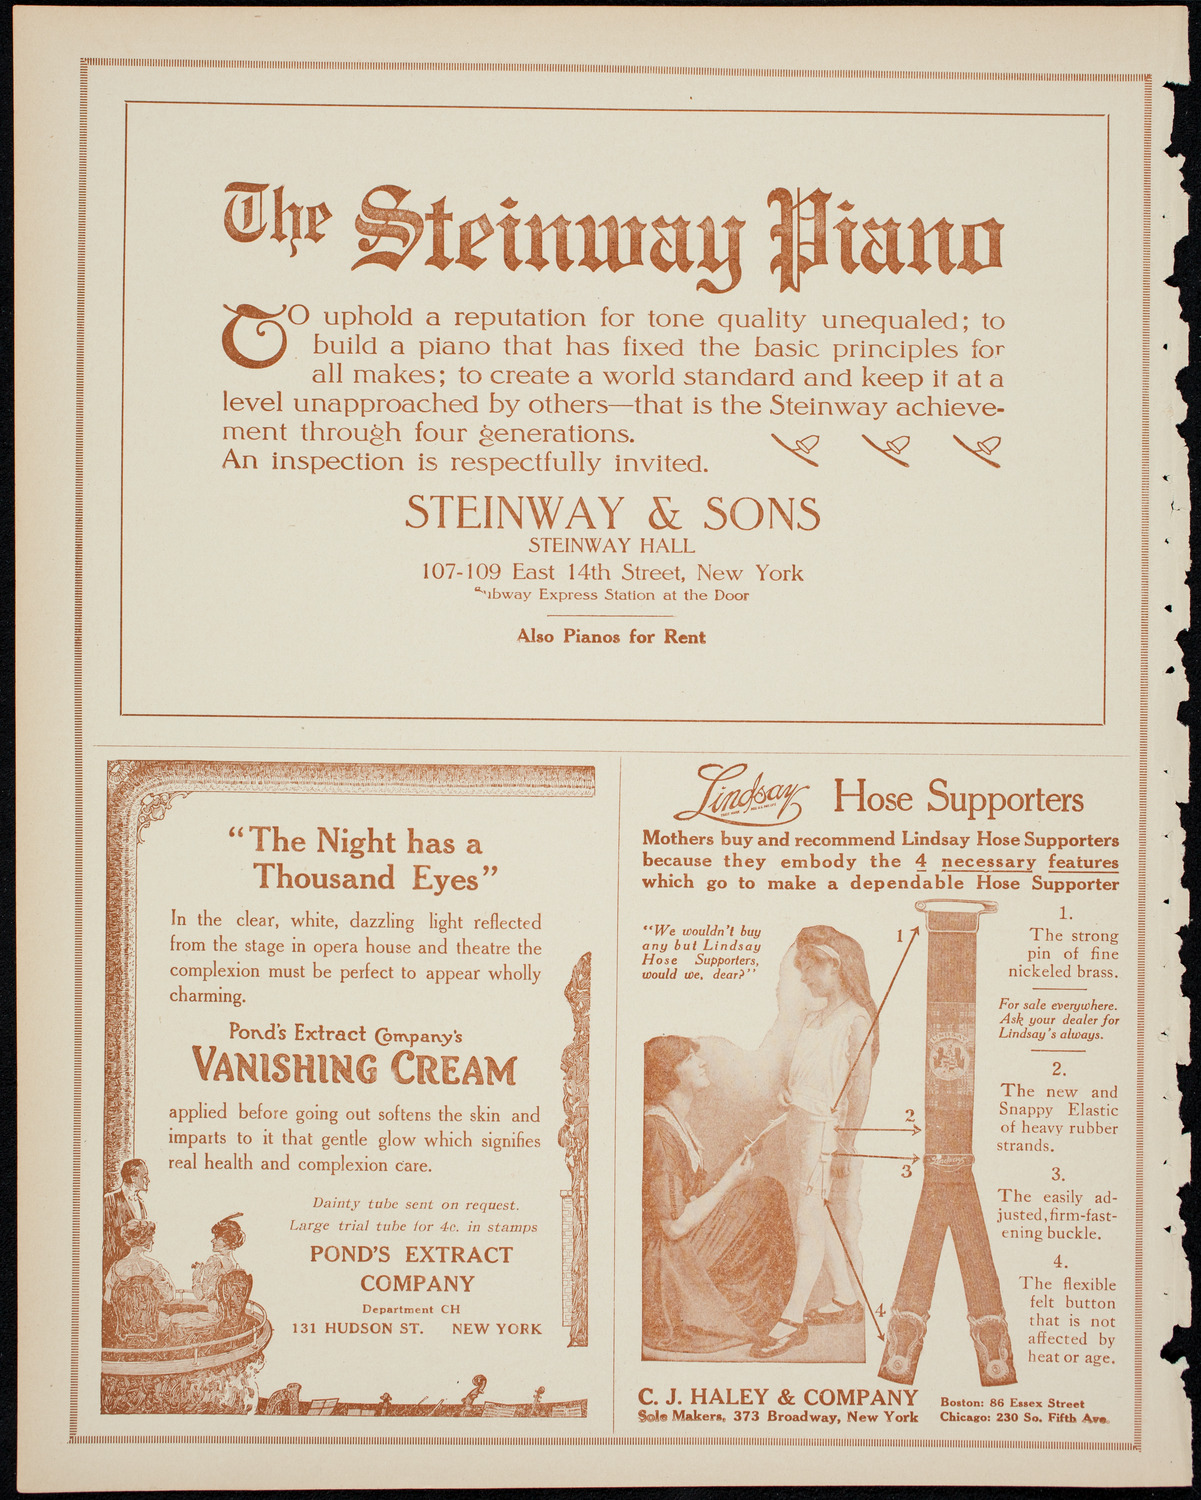 The Steinway Piano
TO uphold a reputation for tone quality unequaled; to
build a piano that has fixed the basic principles for
all makes; to create a world standard and keep it at a
level unapproached by others—that is the Steinway achieve-
ment through four generations.
An inspection is respectfully invited.
STEINWAY & SONS
STEINWAY HALL
107-109 East 14th Street, New York
Subway Express Station at the Door
Also Pianos for Rent
“The Night has a
Thousand Eyes”
In the clear, white, dazzling light reflected
from the stage in opera house and theatre the
complexion must be perfect to appear wholly
charming.
Pond's Extract Company's
VANISHING CREAM
applied before going out softens the skin and
imparts to it that gentle glow which signifies
real health and complexion care.
Dainty tube sent on request.
Large trial tube for 4c. in stamps
POND'S EXTRACT
COMPANY
Department CH
131 HUDSON ST. NEW YORK
Lindsay Hose Supporters
Mothers buy and recommend Lindsay Hose Supporters
because they embody the 4 necessary features
which go to make a dependable Hose Supporter
“We wouldn't buy
any but Lindsay
Hose Supporters,
would we, dear?”
1
2
3
4
1.
The strong
pin of fine
nickeled brass.
For sale everywhere.
Ask your dealer for
Lindsay's always.
2.
The new and
Snappy Elastic
of heavy rubber
strands.
3.
The easily ad-
justed, firm-fast-
ening buckle.
4.
The flexible
felt button
that is not
affected by
heat or age.
C. J. HALEY & COMPANY
Sole Makers, 373 Broadway, New York
Boston: 86 Essex Street
Chicago: 230 So. Fifth Ave.